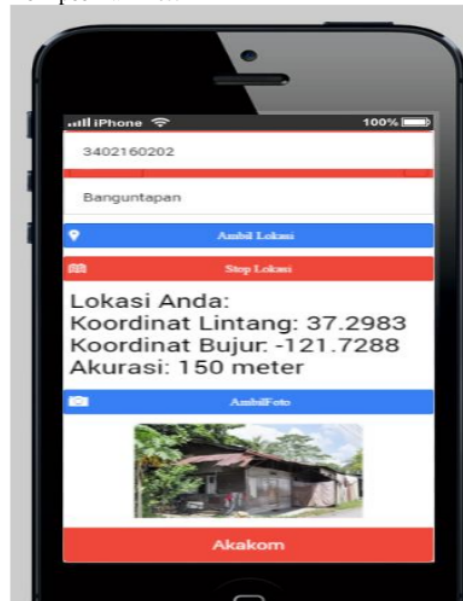 iPhone 100%
3402160202
Banguntapan
Ambil Lokasi
Stop Lokasi
Lokasi Anda:
Koordinat Lintang: 37.2983
Koordinat Bujur: -121.7288
Akurasi: 150 meter
AmbilFoto
Akakom